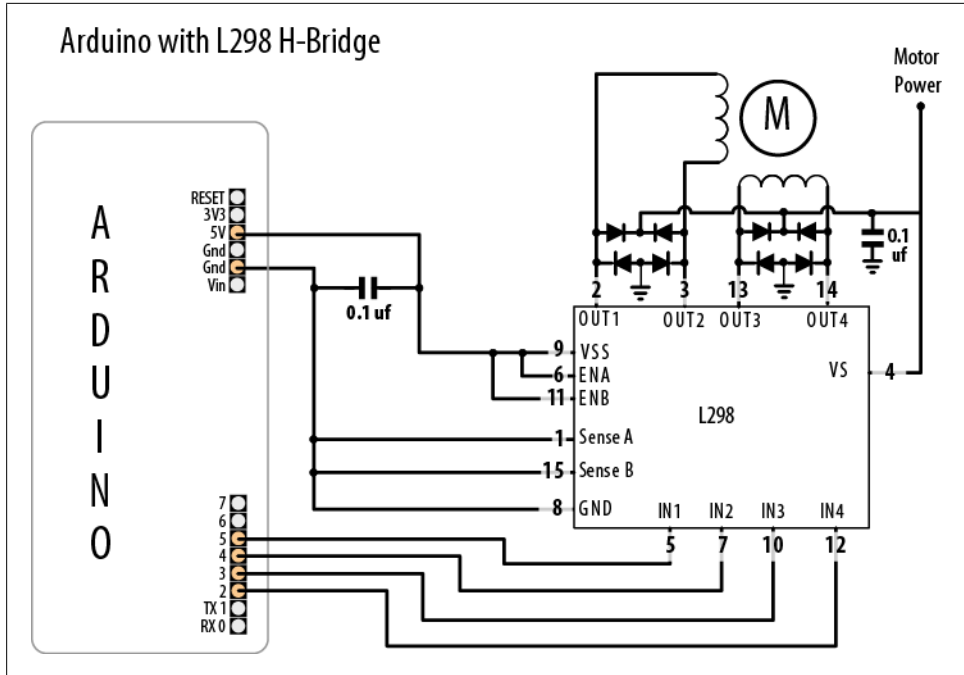 Arduino with L298 H-Bridge
Motor
Power
M
ARDUINO
RESET
3V3
5V
Gnd
Gnd
Vin
0.1 uf
0.1
uf
2
3
13
14
OUT1
OUT2
OUT3
OUT4
9 VSS
6 ENA
11 ENB
VS 4
L298
1 Sense A
15 Sense B
8 GND
IN1
IN2
IN3
IN4
5
7
10
12
7
6
5
4
3
2
TX 1
RX 0